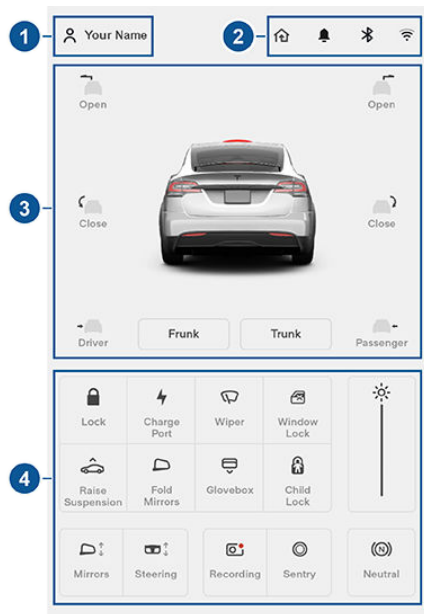 1
Your Name
2
Open
Open
3
Close
Close
Driver
Frunk
Trunk
Passenger
4
Lock
Charge
Port
Wiper
Window
Lock
Raise
Suspension
Fold
Mirrors
Glovebox
Child
Lock
Mirrors
Steering
Recording
Sentry
N
Neutral